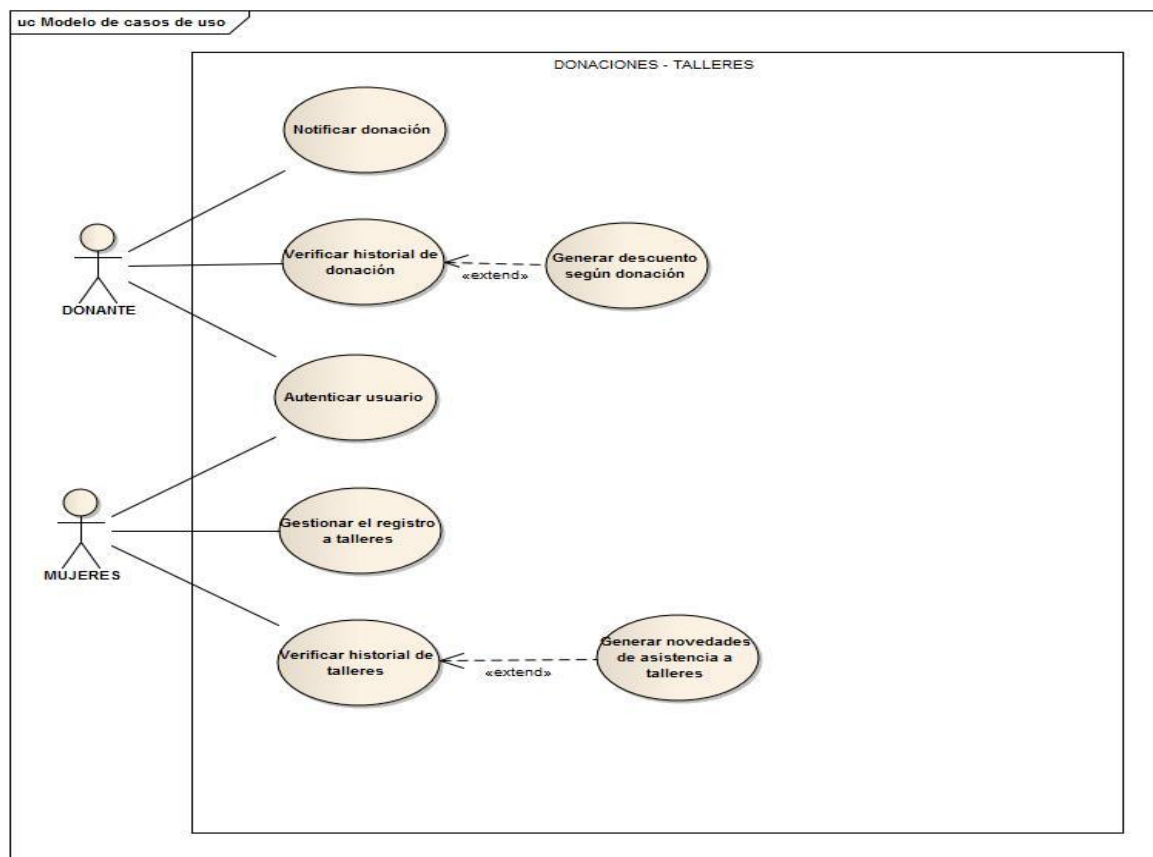 uc Modelo de casos de uso
DONACIONES - TALLERES
Notificar donación
Verificar historial de
donación
«extend»
Generar descuento
según donación
DONANTE
Autenticar usuario
Gestionar el registro
a talleres
MUJERES
Verificar historial de
talleres
«extend»
Generar novedades
de asistencia a
talleres